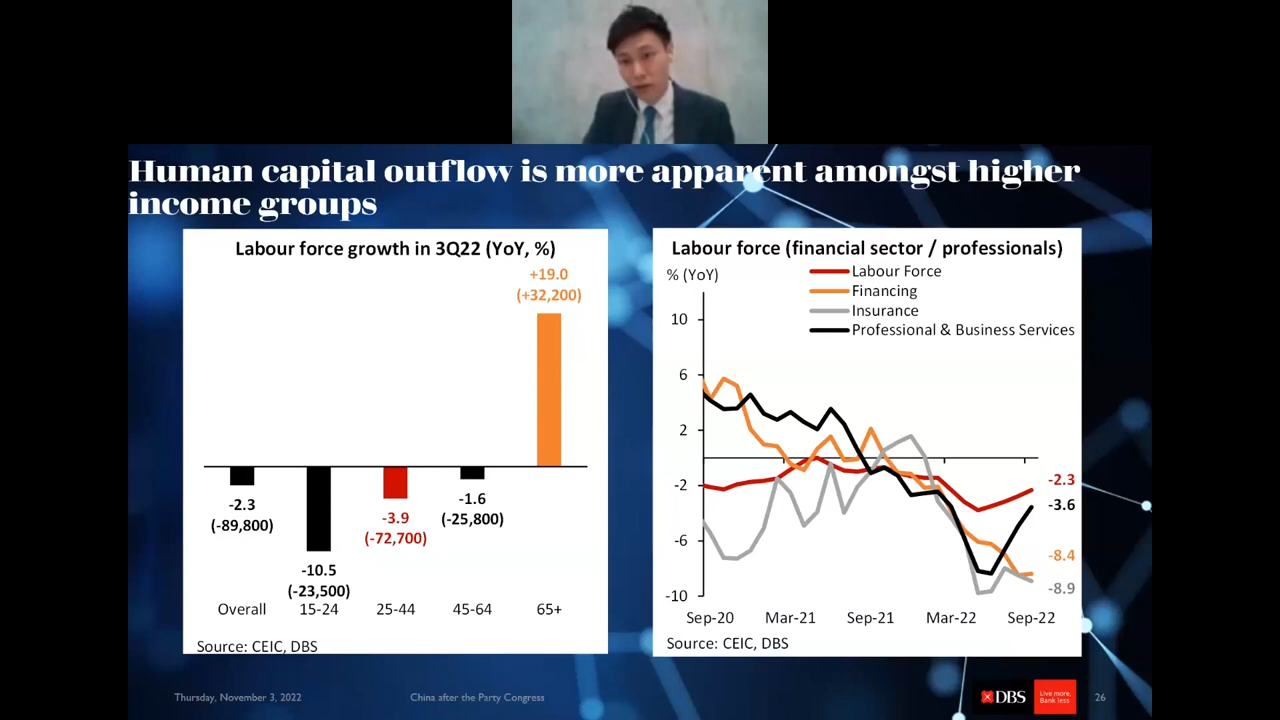 Human capital outflow is more apparent amongst higher
income groups
Labour force growth in 3Q22 (YoY, %)
+19.0
(+32,200)
-2.3
(-89,800)
-10.5
(-23,500)
-3.9
(-72,700)
-1.6
(-25,800)
Overall 15-24 25-44 45-64 65+
Source: CEIC, DBS
Labour force (financial sector / professionals)
% (YoY)
Labour Force
Financing
Insurance
Professional & Business Services
10
6
2
-2
-6
-10
-2.3
-3.6
-8.4
-8.9
Sep-20 Mar-21 Sep-21 Mar-22 Sep-22
Source: CEIC, DBS
Thursday, November 3, 2022
China after the Party Congress
DBS
Live more,
Bank less
26